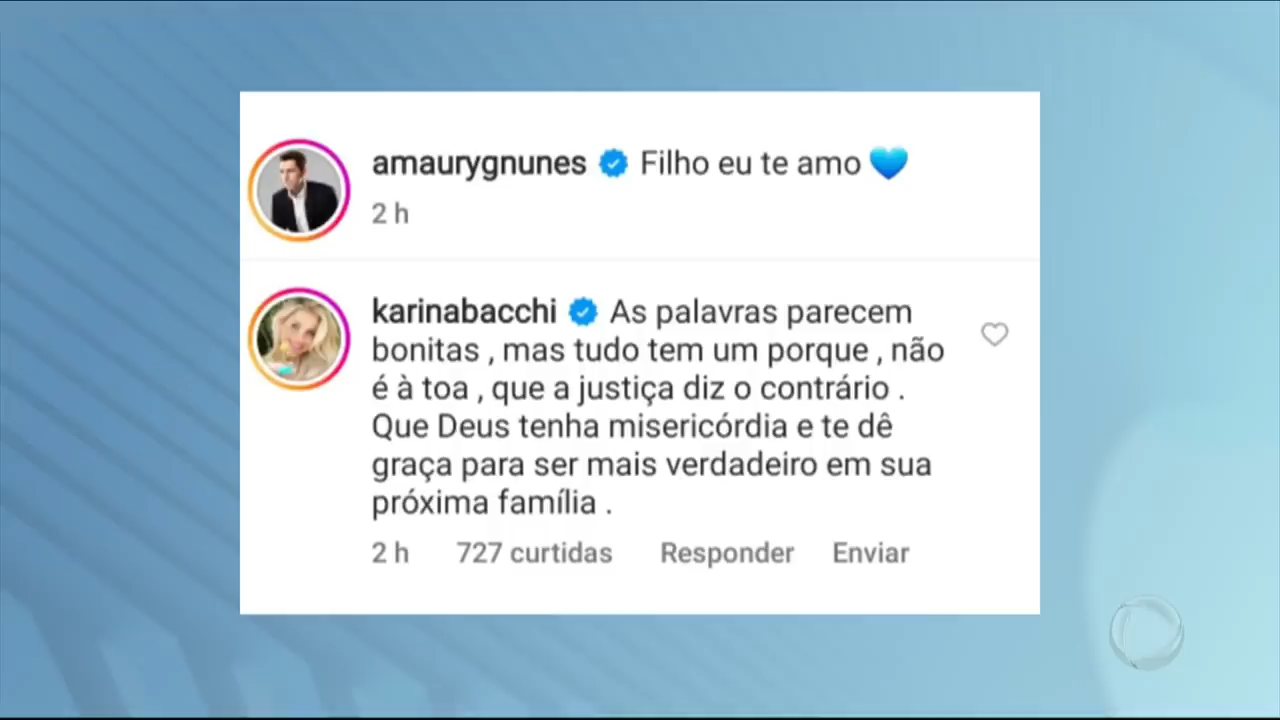 amaurygnunes Filho eu te amo 💙
2 h
karinabacchi As palavras parecem
bonitas , mas tudo tem um porque , não
é à toa , que a justiça diz o contrário .
Que Deus tenha misericórdia e te dê
graça para ser mais verdadeiro em sua
próxima família .
2 h 727 curtidas Responder Enviar